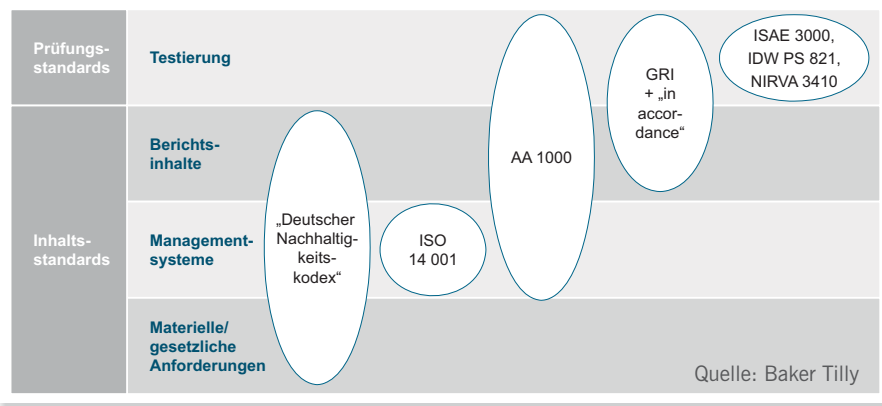 Prüfungs-
standards
Testierung
ISAE 3000,
IDW PS 821,
NIRVA 3410
GRI
+ „in
accor-
dance“
Berichts-
inhalte
AA 1000
Inhalts-
standards
Management-
systeme
„Deutscher
Nachhaltig-
keits-
kodex“
ISO
14 001
Materielle/
gesetzliche
Anforderungen
Quelle: Baker Tilly